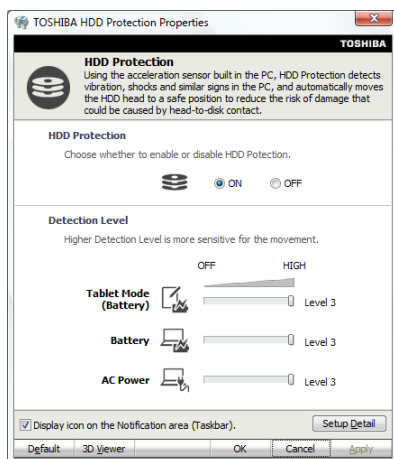 TOSHIBA HDD Protection Properties
TOSHIBA
HDD Protection
Using the acceleration sensor built in the PC, HDD Protection detects
vibration, shocks and similar signs in the PC, and automatically moves
the HDD head to a safe position to reduce the risk of damage that
could be caused by head-to-disk contact.
HDD Protection
Choose whether to enable or disable HDD Potection.
ON OFF
Detection Level
Higher Detection Level is more sensitive for the movement.
OFF HIGH
Tablet Mode
(Battery) Level 3
Battery Level 3
AC Power Level 3
Display icon on the Notification area (Taskbar). Setup Detail
Default 3D Viewer OK Cancel Apply